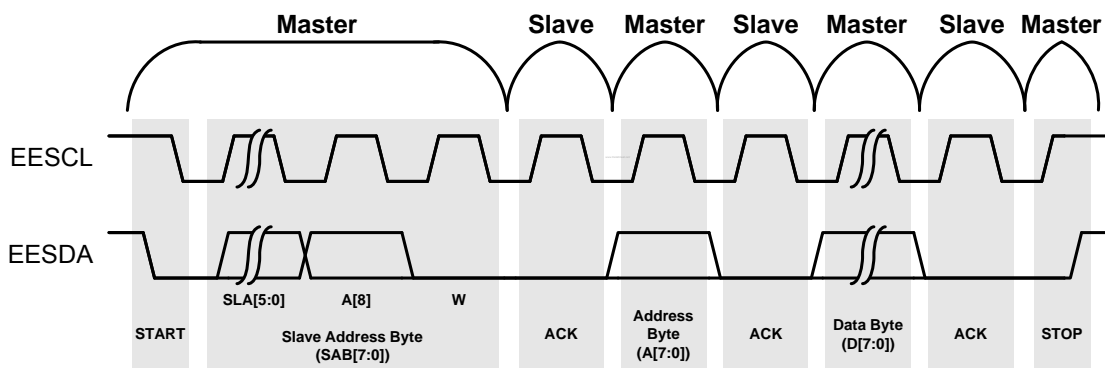 Master Slave Master Slave Master Slave Master
EESCL
EESDA
SLA[5:0] A[8] W
START
Slave Address Byte
(SAB[7:0])
ACK
Address
Byte
(A[7:0])
ACK
Data Byte
(D[7:0])
ACK
STOP